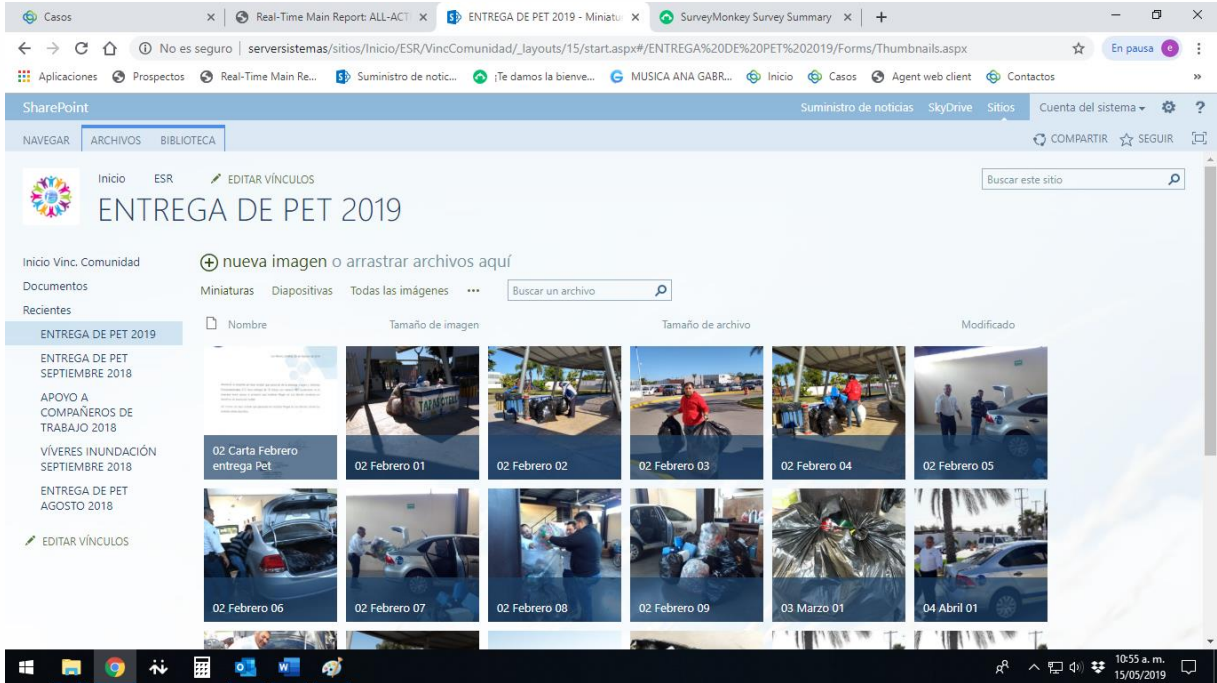 Casos
Real-Time Main Report: ALL-ACT
ENTREGA DE PET 2019 - Miniatu
SurveyMonkey Survey Summary
No es seguro | serversistemas/sitios/Inicio/ESR/VincComunidad/_layouts/15/start.aspx#/ENTREGA%20DE%20PET%202019/Forms/Thumbnails.aspx
En pausa e
Aplicaciones Prospectos Real-Time Main Re... Suministro de notic... ¡Te damos la bienve... MUSICA ANA GABR... Inicio Casos Agent web client Contactos »
SharePoint
Suministro de noticias SkyDrive Sitios Cuenta del sistema ?
NAVEGAR ARCHIVOS BIBLIOTECA
COMPARTIR SEGUIR
Inicio ESR EDITAR VÍNCULOS
Buscar este sitio
ENTREGA DE PET 2019
Inicio Vinc. Comunidad
Documentos
Recientes
ENTREGA DE PET 2019
ENTREGA DE PET
SEPTIEMBRE 2018
APOYO A
COMPAÑEROS DE
TRABAJO 2018
VÍVERES INUNDACIÓN
SEPTIEMBRE 2018
ENTREGA DE PET
AGOSTO 2018
EDITAR VÍNCULOS
nueva imagen o arrastrar archivos aquí
Miniaturas Diapositivas Todas las imágenes ••• Buscar un archivo
Nombre Tamaño de imagen Tamaño de archivo Modificado
02 Carta Febrero
entrega Pet
02 Febrero 01
02 Febrero 02
02 Febrero 03
02 Febrero 04
02 Febrero 05
02 Febrero 06
02 Febrero 07
02 Febrero 08
02 Febrero 09
03 Marzo 01
04 Abril 01
10:55 a. m.
15/05/2019